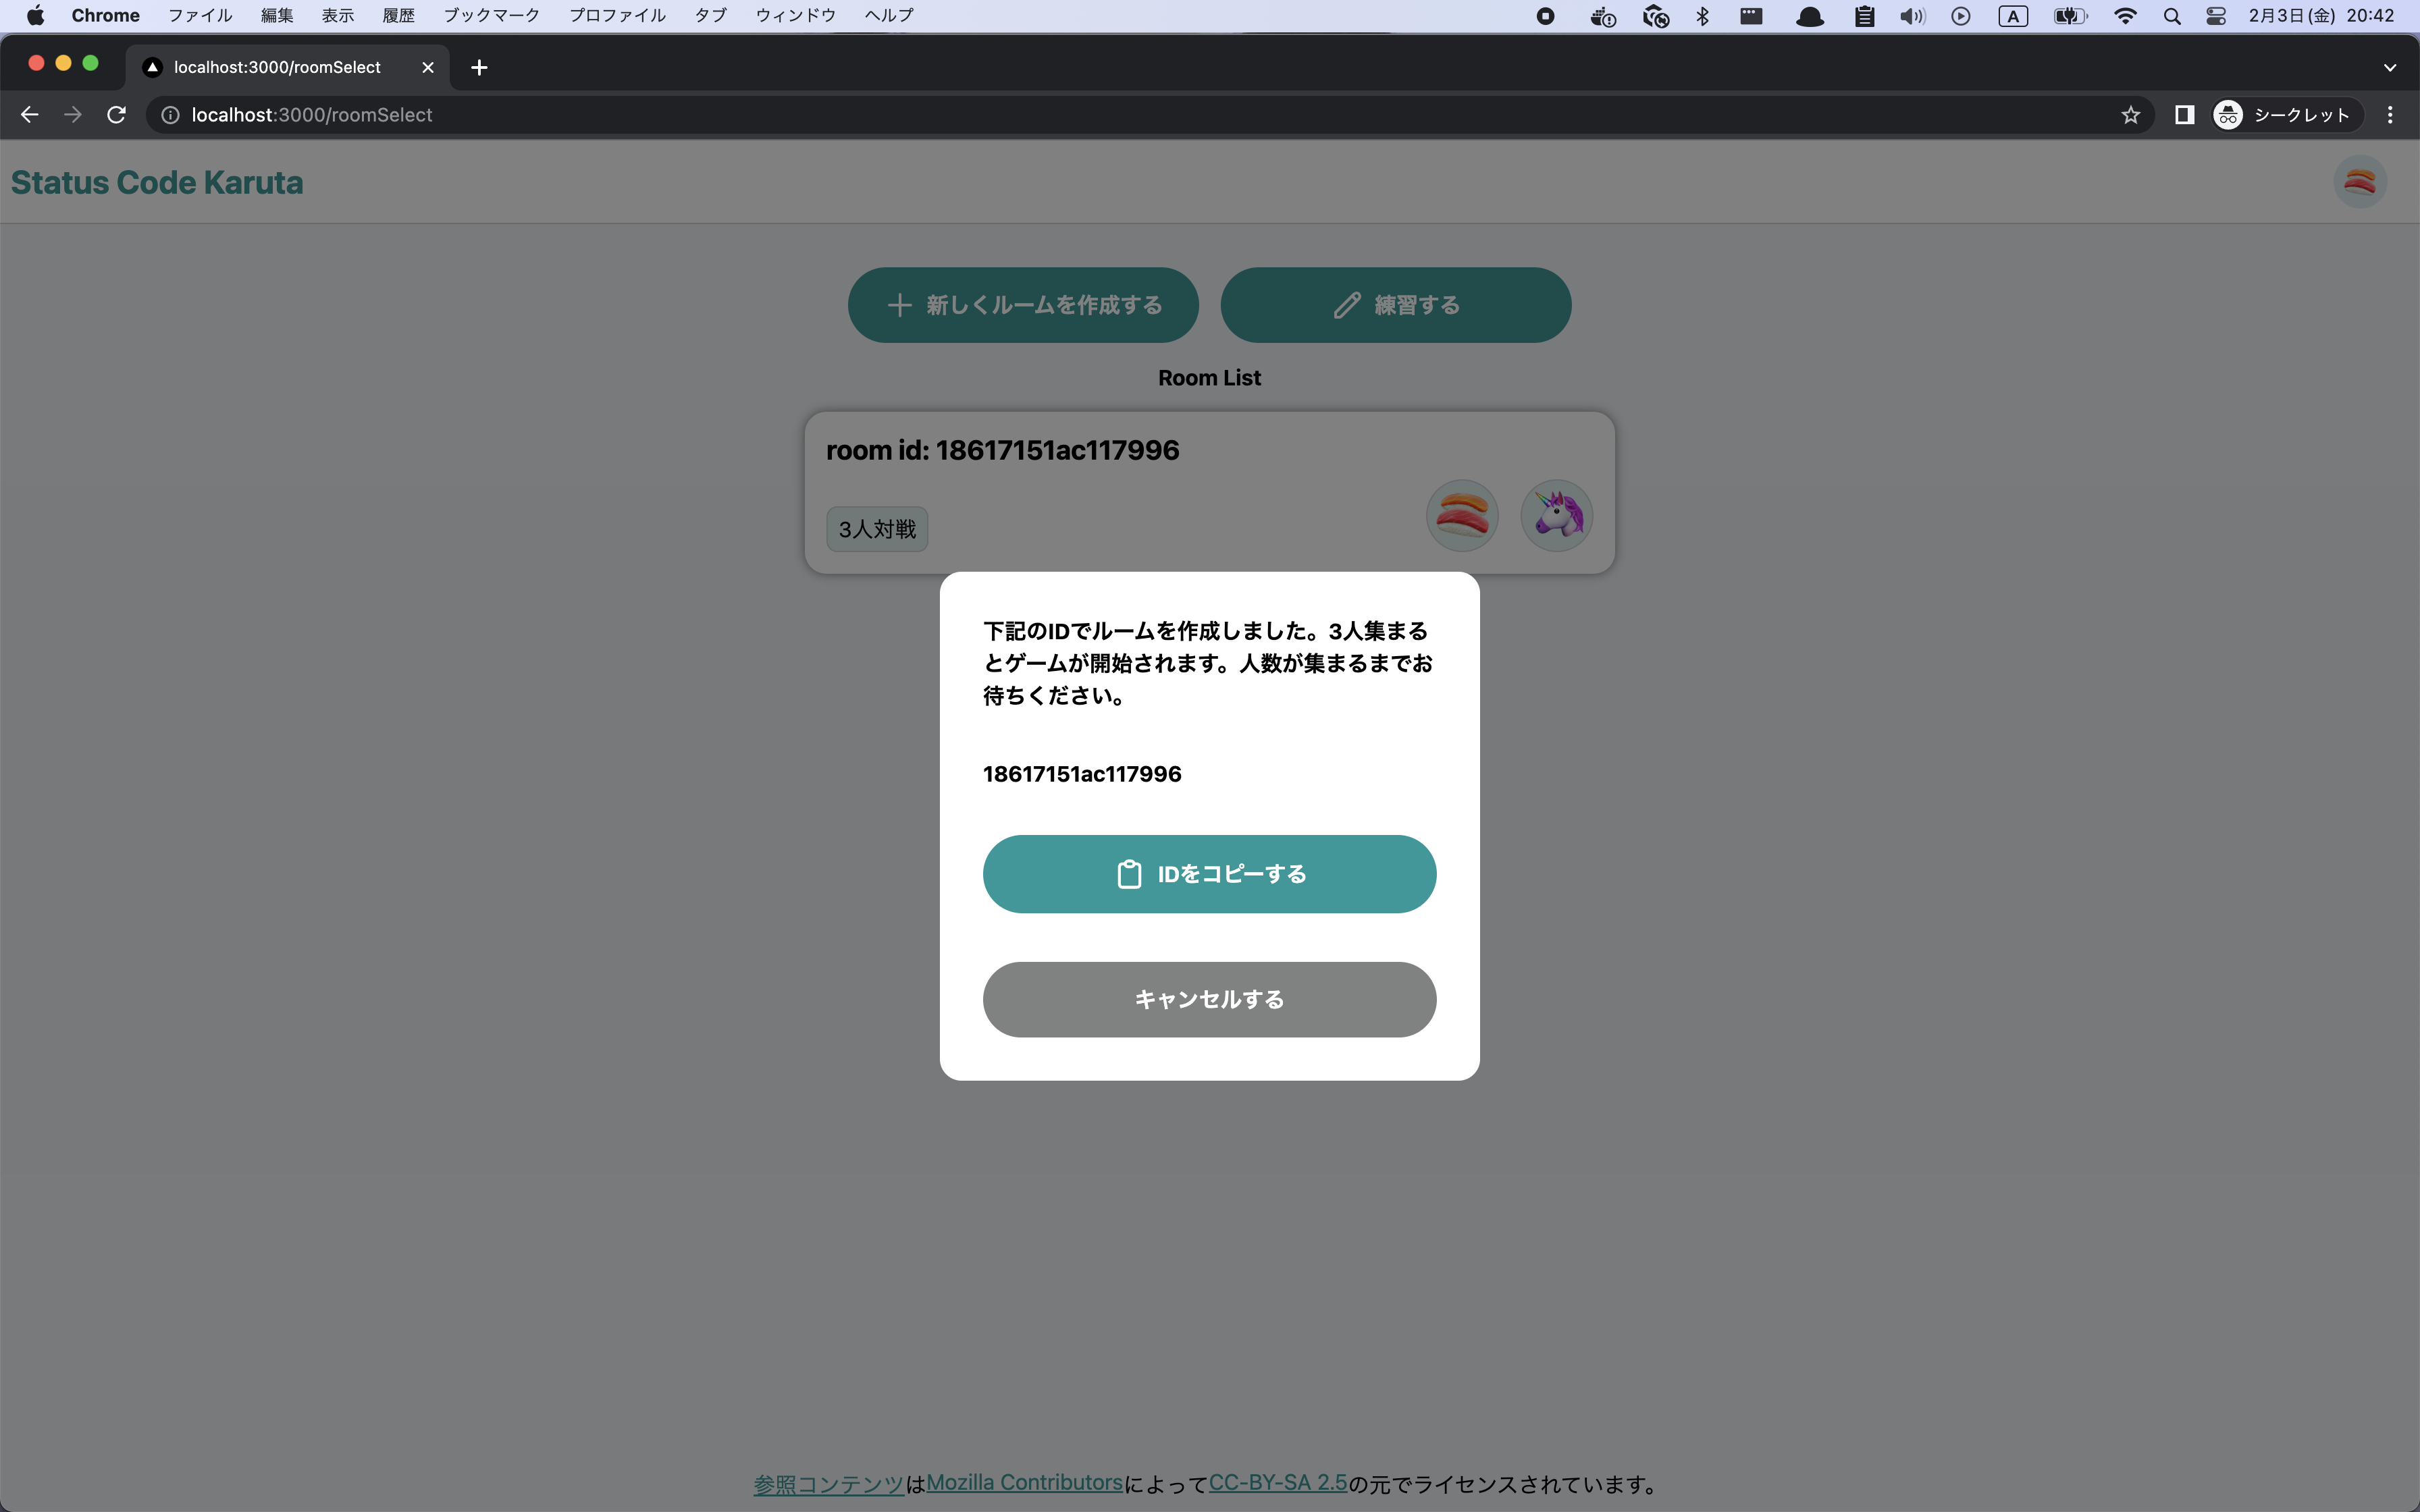 Chrome ファイル 編集 表示 履歴 ブックマーク プロファイル タブ ウィンドウ ヘルプ A 2月3日(金) 20:42
localhost:3000/roomSelect
localhost:3000/roomSelect シークレット
Status Code Karuta
新しくルームを作成する 練習する
Room List
room id: 18617151ac117996
3人対戦
下記のIDでルームを作成しました。3人集まる
とゲームが開始されます。人数が集まるまでお
待ちください。
18617151ac117996
IDをコピーする
キャンセルする
参照コンテンツはMozilla ContributorsによってCC-BY-SA 2.5の元でライセンスされています。